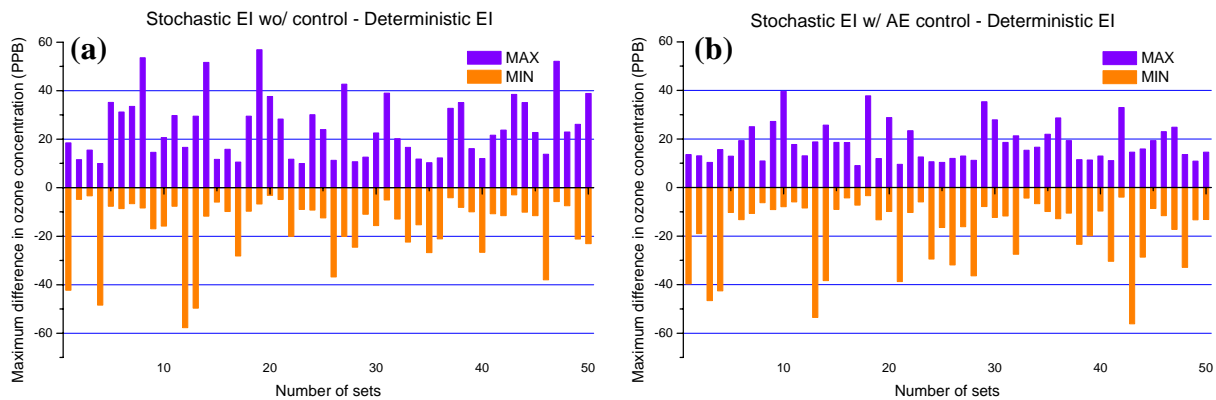 Stochastic EI wo/ control - Deterministic EI
(a)
MAX
MIN
Maximum difference in ozone concentration (PPB)
60
40
20
0
-20
-40
-60
10
20
30
40
50
Number of sets
Stochastic EI w/ AE control - Deterministic EI
(b)
MAX
MIN
Maximum difference in ozone concentration (PPB)
60
40
20
0
-20
-40
-60
10
20
30
40
50
Number of sets